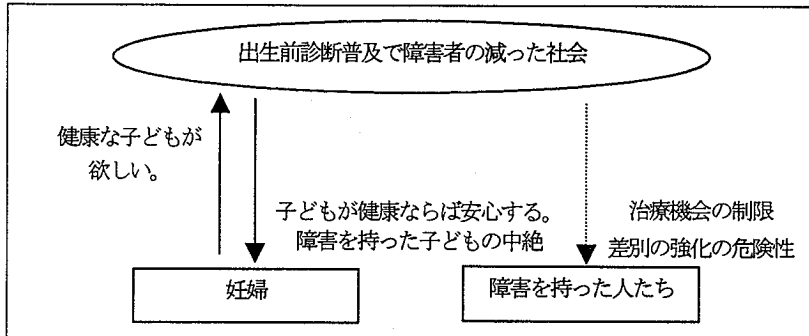 出生前診断普及で障害者の減った社会
健康な子どもが
欲しい。
子どもが健康ならば安心する。
障害を持った子どもの中絶
治療機会の制限
差別の強化の危険性
妊婦
障害を持った人たち